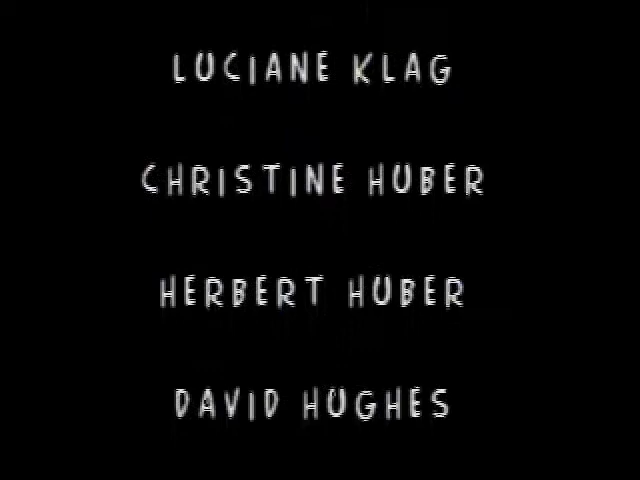 LUCIANE KLAG
CHRISTINE HUBER
HERBERT HUBER
DAVID HUGHES